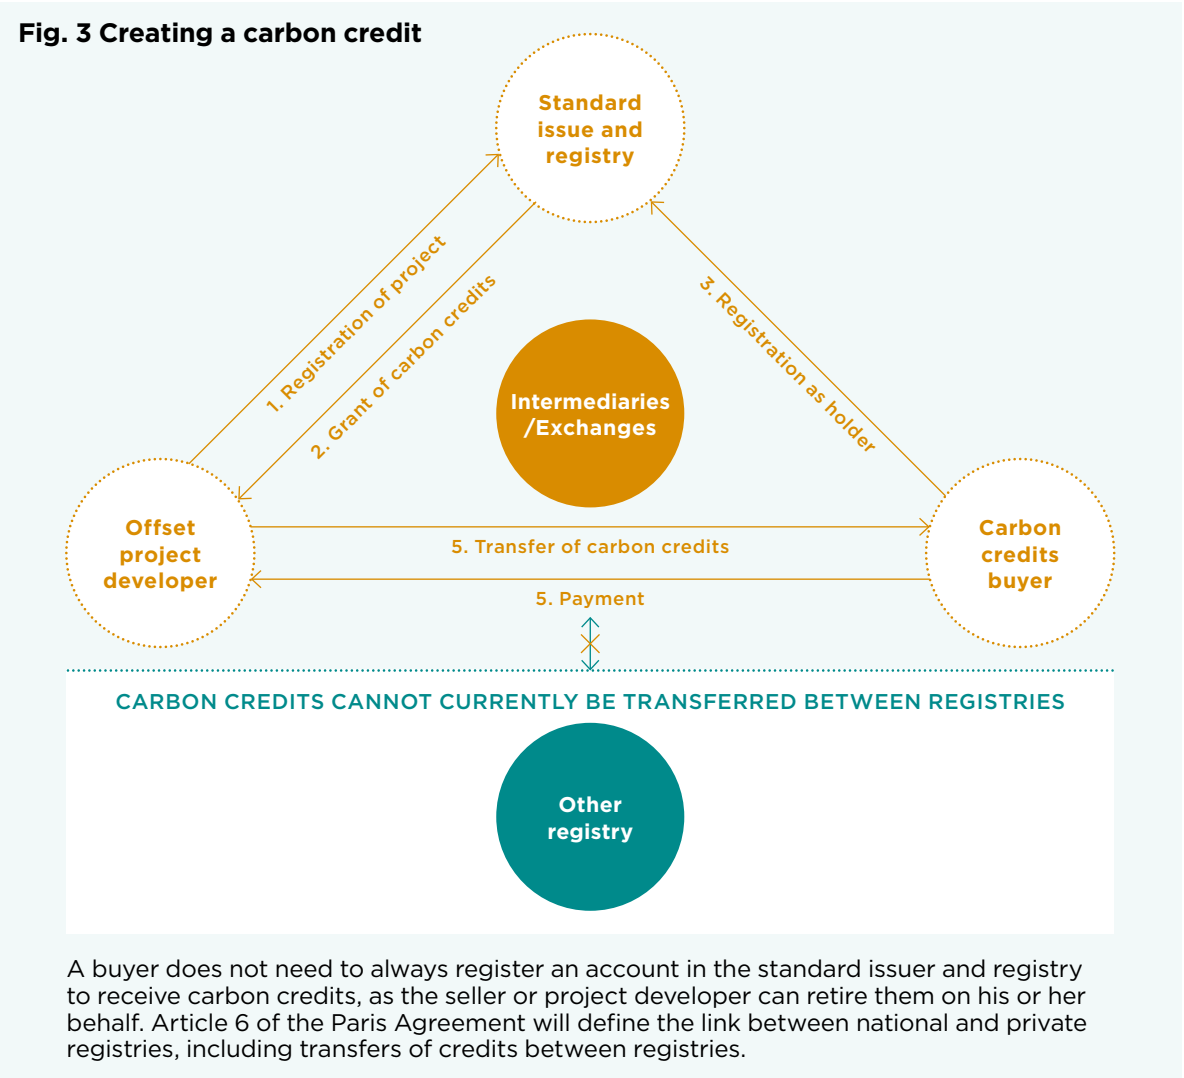 Fig. 3 Creating a carbon credit
Standard
issue and
registry
1. Registration of project
2. Grant of carbon credits
3. Registration as holder
Intermediaries
/Exchanges
Offset
project
developer
Carbon
credits
buyer
5. Transfer of carbon credits
5. Payment
CARBON CREDITS CANNOT CURRENTLY BE TRANSFERRED BETWEEN REGISTRIES
Other
registry
A buyer does not need to always register an account in the standard issuer and registry
to receive carbon credits, as the seller or project developer can retire them on his or her
behalf. Article 6 of the Paris Agreement will define the link between national and private
registries, including transfers of credits between registries.